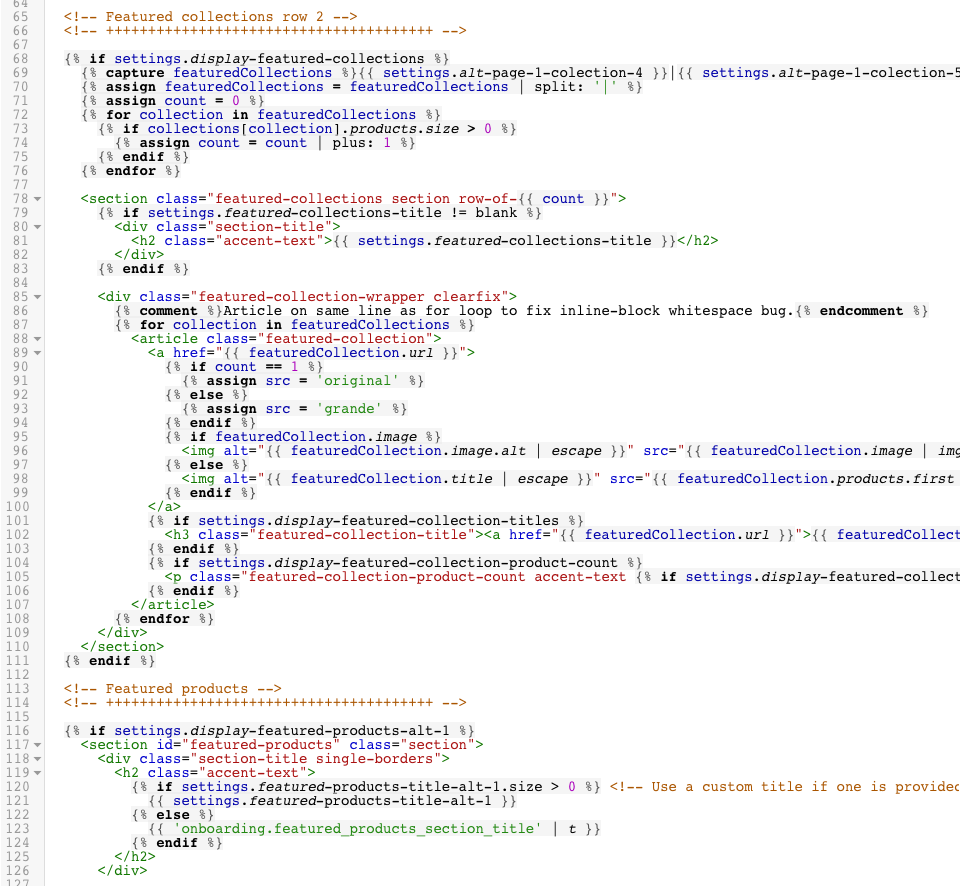 64
65 <!-- Featured collections row 2 -->
66 <!-- +++++++++++++++++++++++++++++++++++++++ -->
67
68 {% if settings.display-featured-collections %}
69 {% capture featuredCollections %}{{ settings.alt-page-1-colection-4 }}|{{ settings.alt-page-1-colection-5
70 {% assign featuredCollections = featuredCollections | split: '|' %}
71 {% assign count = 0 %}
72 {% for collection in featuredCollections %}
73 {% if collections[collection].products.size > 0 %}
74 {% assign count = count | plus: 1 %}
75 {% endif %}
76 {% endfor %}
77
78 <section class="featured-collections section row-of-{{ count }}">
79 {% if settings.featured-collections-title != blank %}
80 <div class="section-title">
81 <h2 class="accent-text">{{ settings.featured-collections-title }}</h2>
82 </div>
83 {% endif %}
84
85 <div class="featured-collection-wrapper clearfix">
86 {% comment %}Article on same line as for loop to fix inline-block whitespace bug.{% endcomment %}
87 {% for collection in featuredCollections %}
88 <article class="featured-collection">
89 <a href="{{ featuredCollection.url }}">
90 {% if count == 1 %}
91 {% assign src = 'original' %}
92 {% else %}
93 {% assign src = 'grande' %}
94 {% endif %}
95 {% if featuredCollection.image %}
96 <img alt="{{ featuredCollection.image.alt | escape }}" src="{{ featuredCollection.image | img
97 {% else %}
98 <img alt="{{ featuredCollection.title | escape }}" src="{{ featuredCollection.products.first
99 {% endif %}
100 </a>
101 {% if settings.display-featured-collection-titles %}
102 <h3 class="featured-collection-title"><a href="{{ featuredCollection.url }}">{{ featuredCollect
103 {% endif %}
104 {% if settings.display-featured-collection-product-count %}
105 <p class="featured-collection-product-count accent-text {% if settings.display-featured-collect
106 {% endif %}
107 </article>
108 {% endfor %}
109 </div>
110 </section>
111 {% endif %}
112
113 <!-- Featured products -->
114 <!-- +++++++++++++++++++++++++++++++++++++++ -->
115
116 {% if settings.display-featured-products-alt-1 %}
117 <section id="featured-products" class="section">
118 <div class="section-title single-borders">
119 <h2 class="accent-text">
120 {% if settings.featured-products-title-alt-1.size > 0 %} <!-- Use a custom title if one is provided
121 {{ settings.featured-products-title-alt-1 }}
122 {% else %}
123 {{ 'onboarding.featured_products_section_title' | t }}
124 {% endif %}
125 </h2>
126 </div>
127